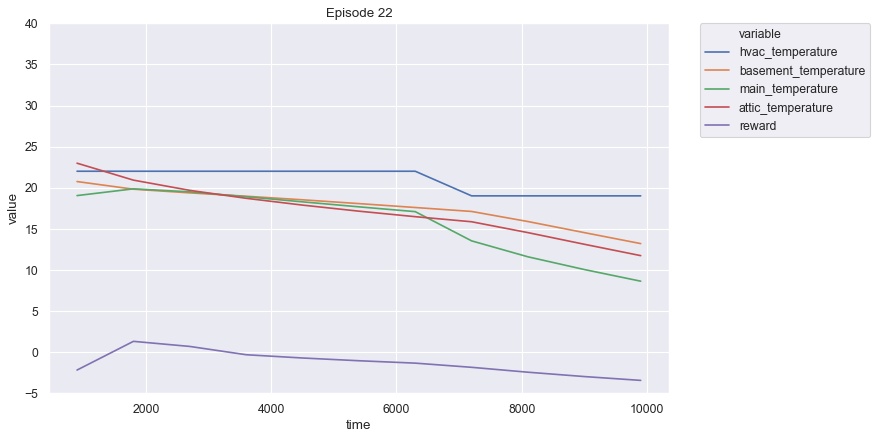 Episode 22
variable
hvac_temperature
basement_temperature
main_temperature
attic_temperature
reward
value
40
35
30
25
20
15
10
5
0
−5
2000
4000
6000
8000
10000
time